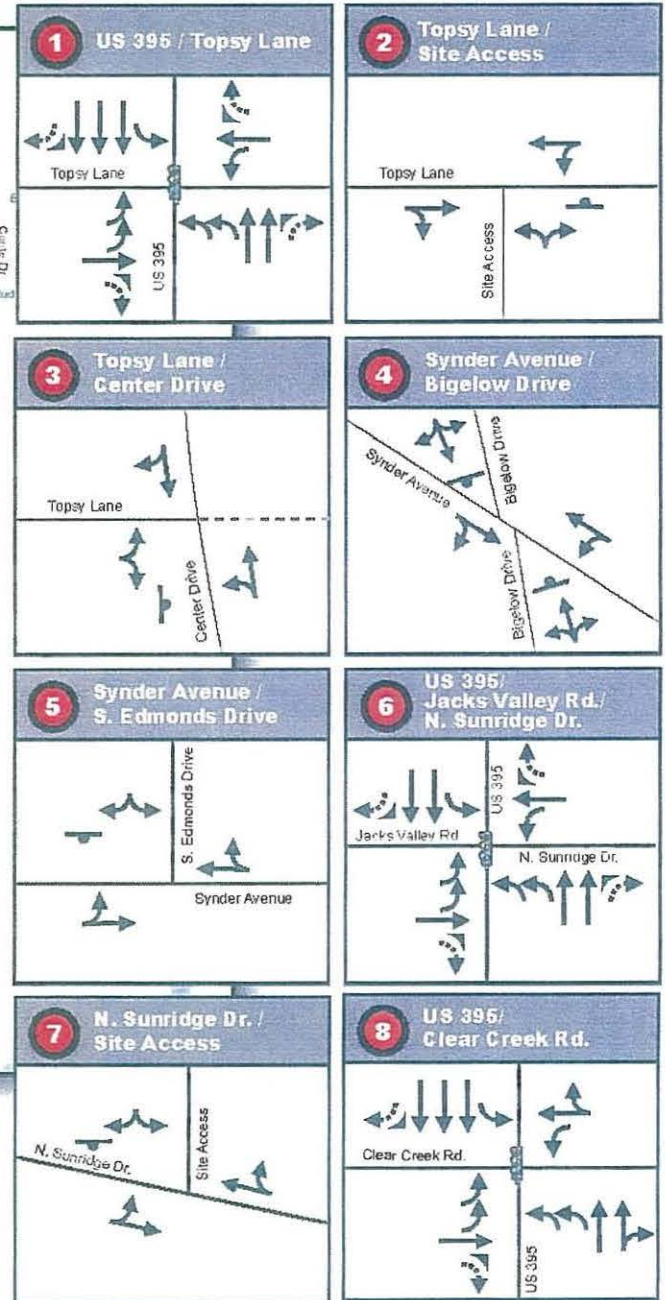 1 US 395 / Topsy Lane
Topsy Lane
US 395
2 Topsy Lane /
Site Access
Topsy Lane
Site Access
3 Topsy Lane /
Center Drive
Topsy Lane
Center Drive
4 Synder Avenue /
Bigelow Drive
Synder Avenue
Bigelow Drive
Bigelow Drive
5 Synder Avenue /
S. Edmonds Drive
S. Edmonds Drive
Synder Avenue
6 US 395/
Jacks Valley Rd./
N. Sunridge Dr.
US 395
Jacks Valley Rd
N. Sunridge Dr.
7 N. Sunridge Dr. /
Site Access
Site Access
N. Sunridge Dr.
8 US 395/
Clear Creek Rd.
Clear Creek Rd.
US 395